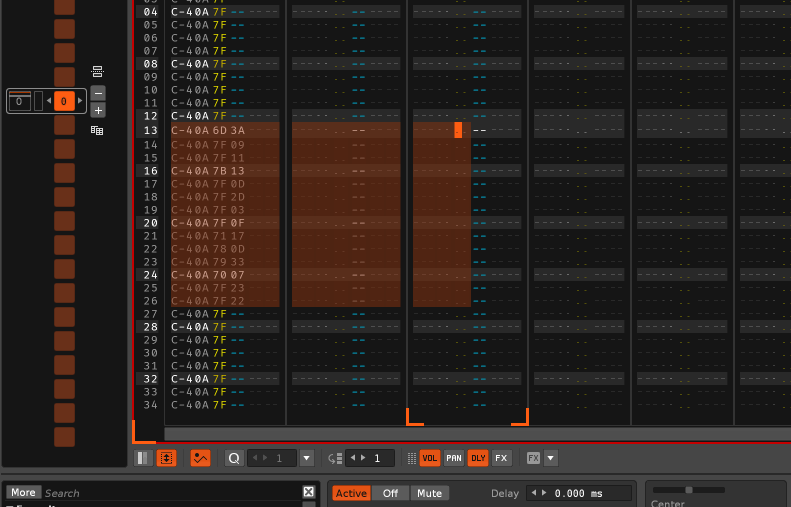 04 C-40A 7F --
05 C-40A 7F --
06 C-40A 7F --
07 C-40A 7F --
08 C-40A 7F --
09 C-40A 7F --
10 C-40A 7F --
11 C-40A 7F --
12 C-40A 7F --
13 C-40A 6D 3A
14 C-40A 7F 09
15 C-40A 7F 11
16 C-40A 7B 13
17 C-40A 7F 0D
18 C-40A 7F 2D
19 C-40A 7F 03
20 C-40A 7F 0F
21 C-40A 71 17
22 C-40A 78 0D
23 C-40A 79 33
24 C-40A 70 07
25 C-40A 7F 23
26 C-40A 7F 22
27 C-40A 7F --
28 C-40A 7F --
29 C-40A 7F --
30 C-40A 7F --
31 C-40A 7F --
32 C-40A 7F --
33 C-40A 7F --
34 C-40A 7F --
0 0
Q 1 1 VOL PAN DLY FX FX
More Search Active Off Mute Delay 0.000 ms
Center